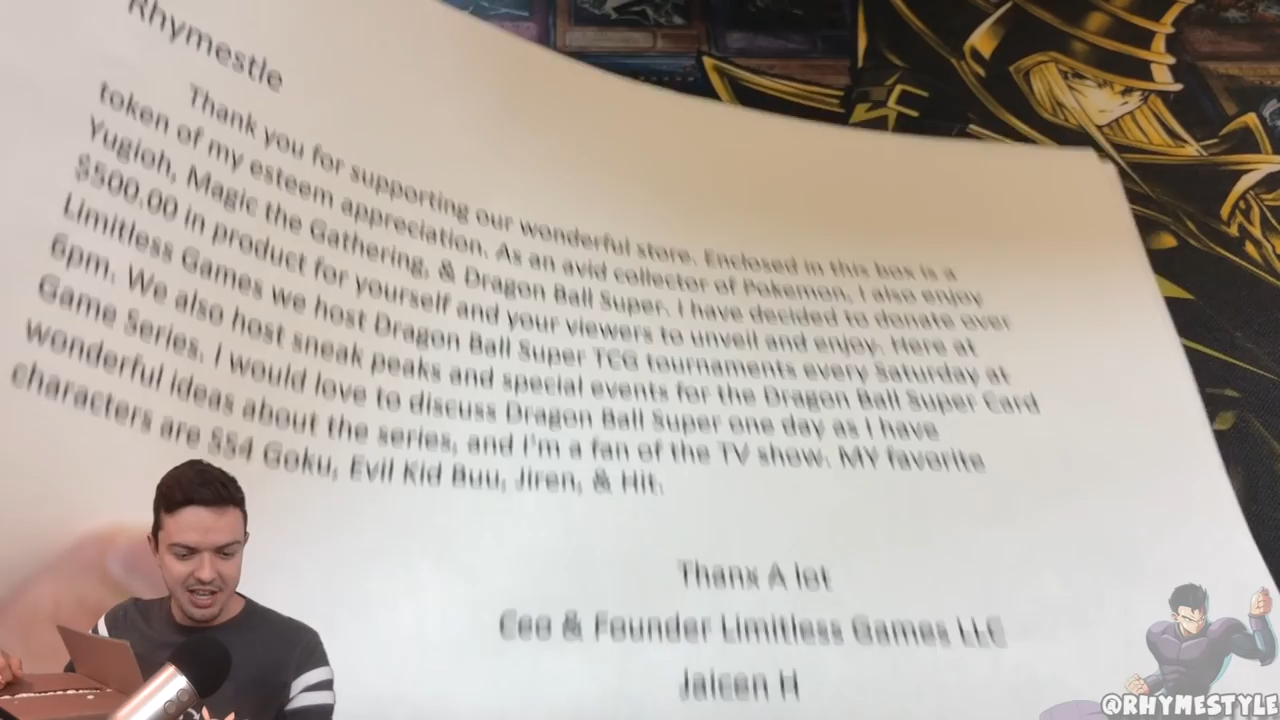 Rhymestle
Thank you for supporting our wonderful store. Enclosed in this box is a
token of my esteem appreciation. As an avid collector of Pokemon, I also enjoy
Yugioh, Magic the Gathering, & Dragon Ball Super. I have decided to donate over
$500.00 in product for yourself and your viewers to unveil and enjoy. Here at
Limitless Games we host Dragon Ball Super TCG tournaments every Saturday at
6pm. We also host sneak peaks and special events for the Dragon Ball Super Card
Game Series. I would love to discuss Dragon Ball Super one day as I have
wonderful ideas about the series, and I'm a fan of the TV show. MY favorite
characters are SS4 Goku, Evil Kid Buu, Jiren, & Hit.
Thanx A lot
Ceo & Founder Limitless Games LLC
Jaicen H
@RHYMESTYLE